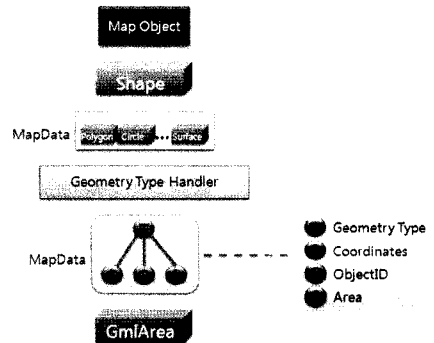 Map Object
Shape
MapData
Polygon Circle ... Surface
Geometry Type Handler
MapData
Geometry Type
Coordinates
ObjectID
Area
GmlArea